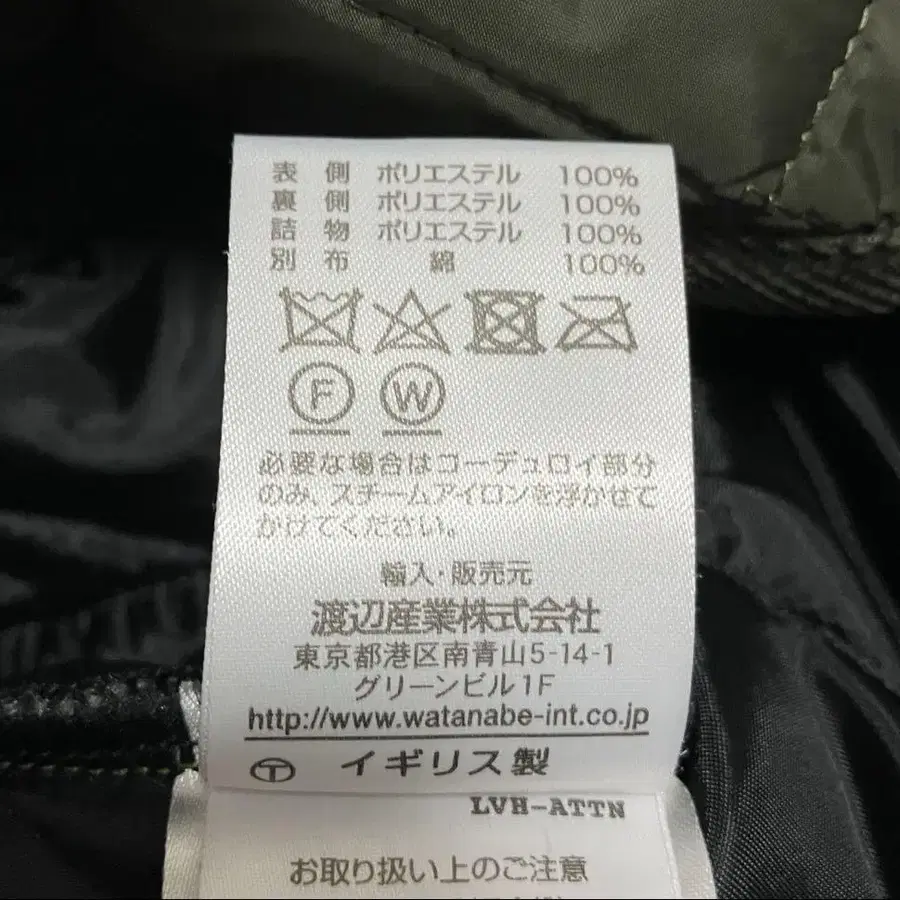 表側 ポリエステル 100%
裏側 ポリエステル 100%
詰物 ポリエステル 100%
別布 綿 100%
F W
必要な場合はコーデュロイ部分
のみ、スチームアイロンを浮かせて
かけてください。
輸入・販売元
渡辺産業株式会社
東京都港区南青山5-14-1
グリーンビル1F
http://www.watanabe-int.co.jp
イギリス製
LVH-ATTN
お取り扱い上のご注意